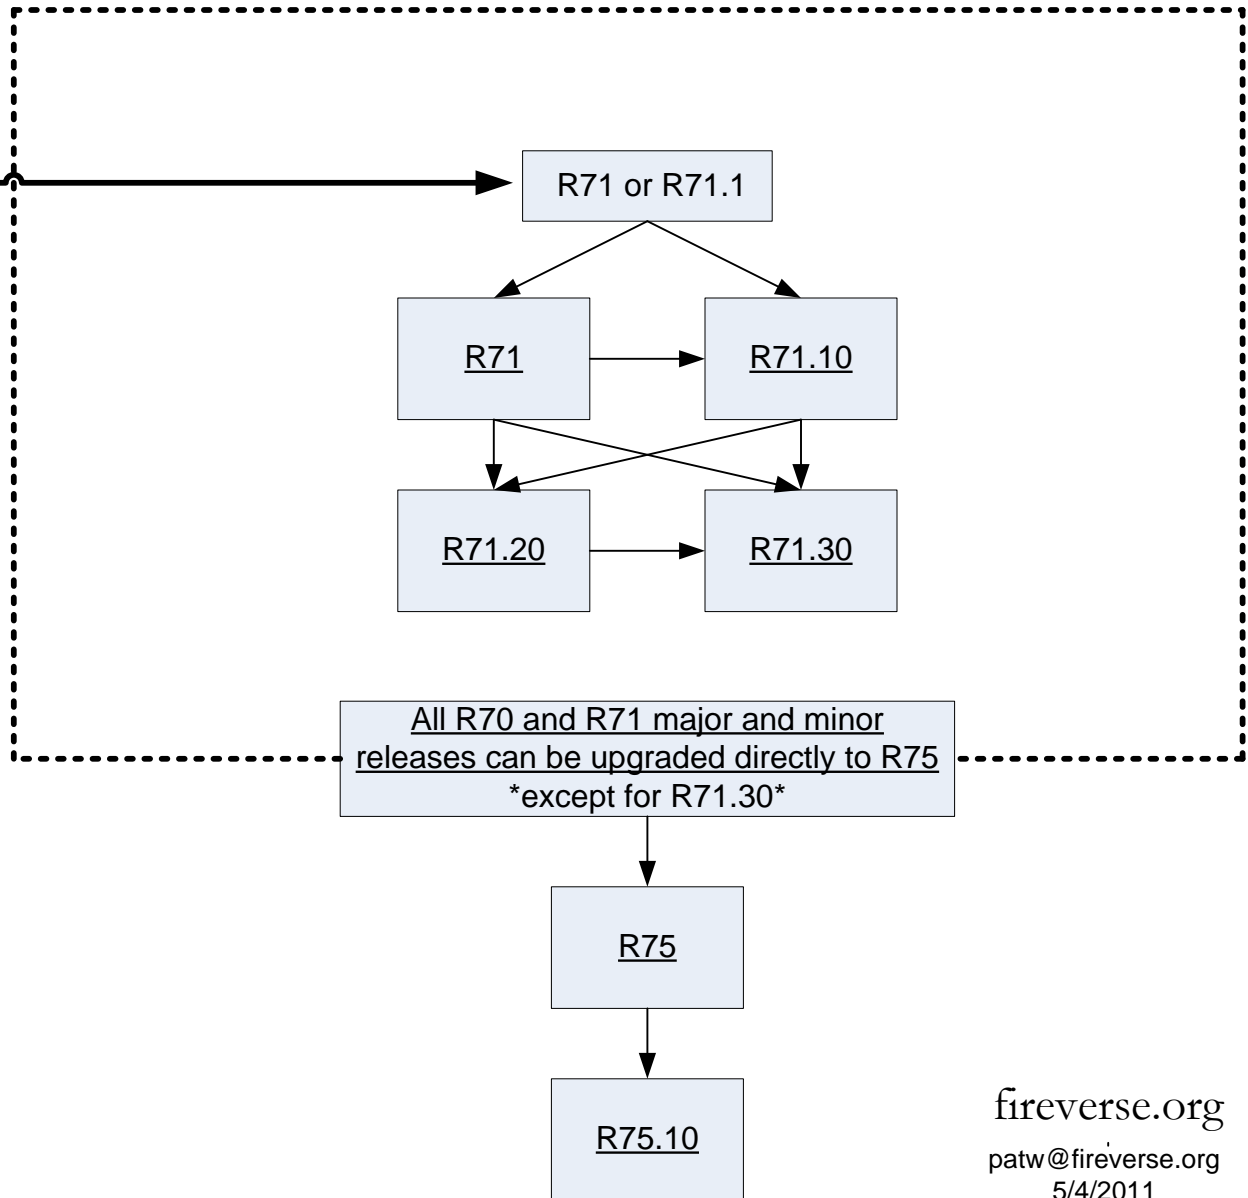 R71 or R71.1
R71
R71.10
R71.20
R71.30
All R70 and R71 major and minor
releases can be upgraded directly to R75
*except for R71.30*
R75
R75.10
fireverse.org
patw@fireverse.org
5/4/2011